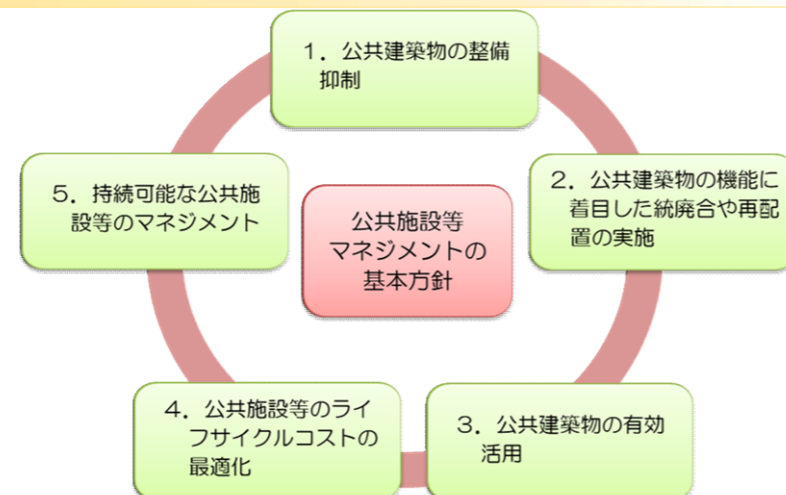 1．公共建築物の整備
抑制
2．公共建築物の機能に
着目した統廃合や再配
置の実施
3．公共建築物の有効
活用
4．公共施設等のライ
フサイクルコストの
最適化
5．持続可能な公共施
設等のマネジメント
公共施設等
マネジメントの
基本方針